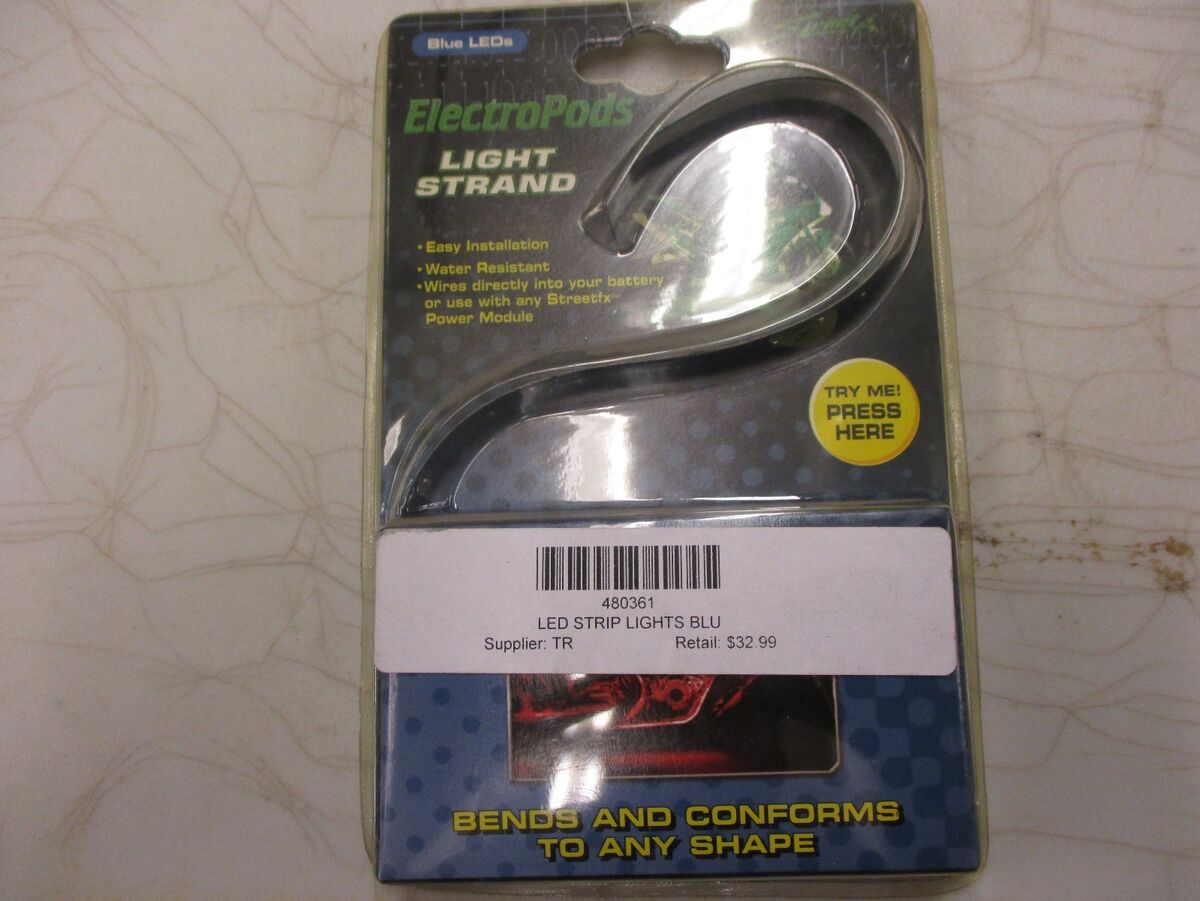 Blue LEDs
ElectroPods
LIGHT
STRAND
• Easy Installation
• Water Resistant
• Wires directly into your battery
or use with any Streetfx™
Power Module
TRY ME!
PRESS
HERE
480361
LED STRIP LIGHTS BLU
Supplier: TR Retail: $32.99
BENDS AND CONFORMS
TO ANY SHAPE